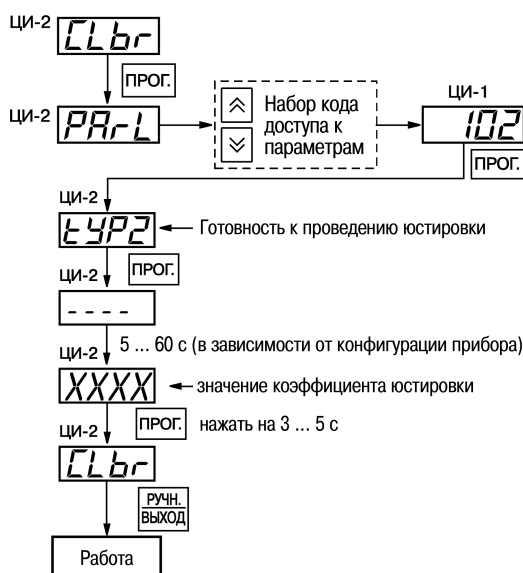 ЦИ-2
CLbr
ПРОГ.
ЦИ-2
PArL
Набор кода
доступа к
параметрам
ЦИ-1
102
ПРОГ.
ЦИ-2
tYP2
Готовность к проведению юстировки
ЦИ-2
ПРОГ.
- - - -
5 ... 60 с (в зависимости от конфигурации прибора)
ЦИ-2
XXXX
значение коэффициента юстировки
ПРОГ.
нажать на 3 ... 5 с
ЦИ-2
CLbr
РУЧН.
ВЫХОД
Работа